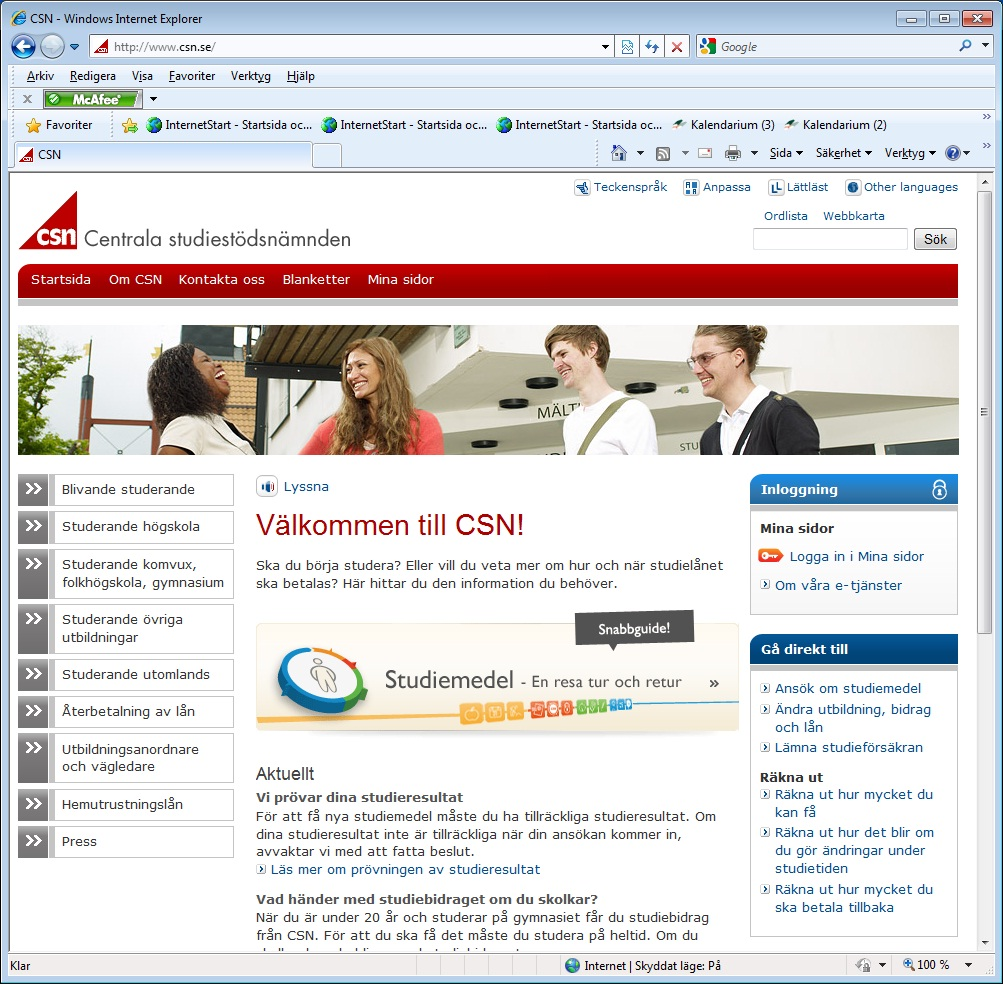 CSN - Windows Internet Explorer
http://www.csn.se/
Google
Arkiv Redigera Visa Favoriter Verktyg Hjälp
McAfee
Favoriter InternetStart - Startsida oc... InternetStart - Startsida oc... InternetStart - Startsida oc... Kalendarium (3) Kalendarium (2)
CSN
Sida Säkerhet Verktyg
Teckenspråk Anpassa Lättläst Other languages
csn Centrala studiestödsnämnden
Ordlista Webbkarta
Sök
Startsida Om CSN Kontakta oss Blanketter Mina sidor
MÄLT
STU
Blivande studerande
Studerande högskola
Studerande komvux,
folkhögskola, gymnasium
Studerande övriga
utbildningar
Studerande utomlands
Återbetalning av lån
Utbildningsanordnare
och vägledare
Hemutrustningslån
Press
Lyssna
Välkommen till CSN!
Ska du börja studera? Eller vill du veta mer om hur och när studielånet
ska betalas? Här hittar du den information du behöver.
Snabbguide!
Studiemedel - En resa tur och retur »
Aktuellt
Vi prövar dina studieresultat
För att få nya studiemedel måste du ha tillräckliga studieresultat. Om
dina studieresultat inte är tillräckliga när din ansökan kommer in,
avvaktar vi med att fatta beslut.
Läs mer om prövningen av studieresultat
Vad händer med studiebidraget om du skolkar?
När du är under 20 år och studerar på gymnasiet får du studiebidrag
från CSN. För att du ska få det måste du studera på heltid. Om du
Inloggning
Mina sidor
Logga in i Mina sidor
Om våra e-tjänster
Gå direkt till
Ansök om studiemedel
Ändra utbildning, bidrag
och lån
Lämna studieförsäkran
Räkna ut
Räkna ut hur mycket du
kan få
Räkna ut hur det blir om
du gör ändringar under
studietiden
Räkna ut hur mycket du
ska betala tillbaka
Klar
Internet | Skyddat läge: På
100 %